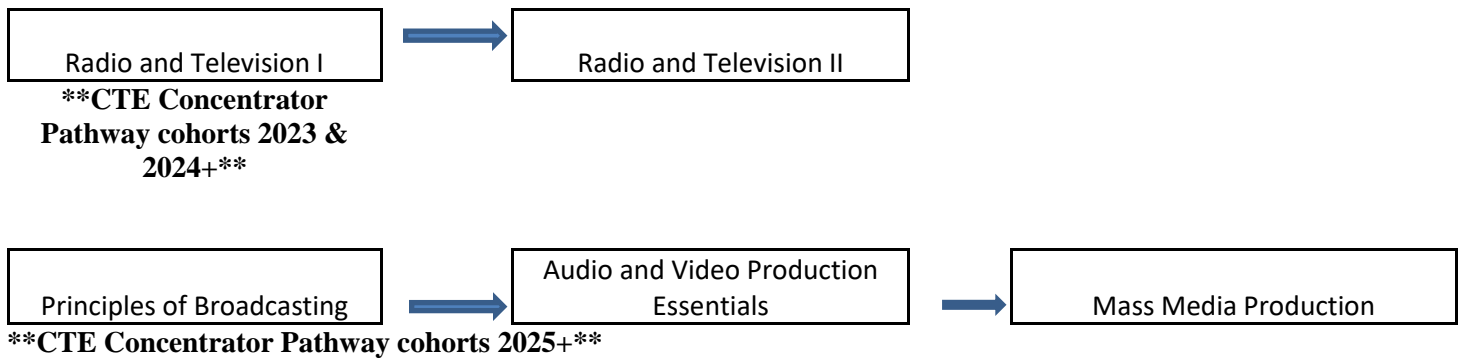 Radio and Television I
Radio and Television II
**CTE Concentrator
Pathway cohorts 2023 &
2024+**
Principles of Broadcasting
Audio and Video Production
Essentials
Mass Media Production
**CTE Concentrator Pathway cohorts 2025+**